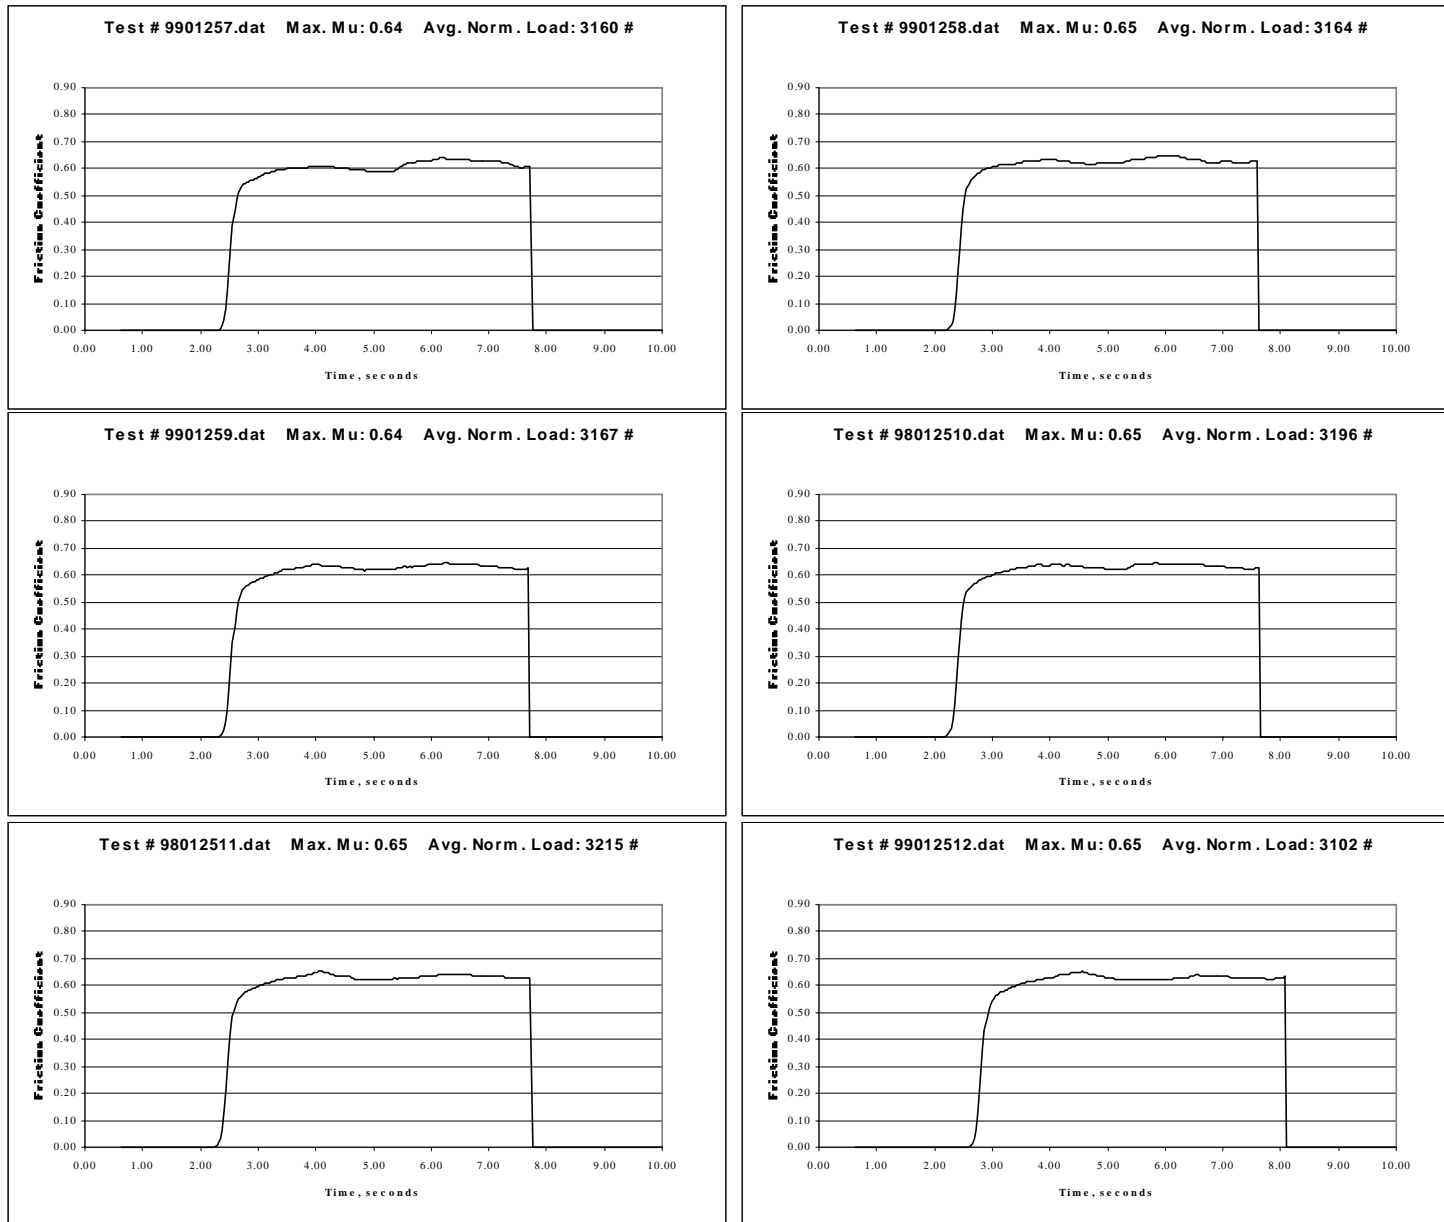 Test # 9901257.dat Max. Mu: 0.64 Avg. Norm. Load: 3160 #
0.90
0.80
0.70
0.60
0.50
0.40
0.30
0.20
0.10
0.00
Friction Coefficient
0.00 1.00 2.00 3.00 4.00 5.00 6.00 7.00 8.00 9.00 10.00
Time, seconds
Test # 9901258.dat Max. Mu: 0.65 Avg. Norm. Load: 3164 #
0.90
0.80
0.70
0.60
0.50
0.40
0.30
0.20
0.10
0.00
Friction Coefficient
0.00 1.00 2.00 3.00 4.00 5.00 6.00 7.00 8.00 9.00 10.00
Time, seconds
Test # 9901259.dat Max. Mu: 0.64 Avg. Norm. Load: 3167 #
0.90
0.80
0.70
0.60
0.50
0.40
0.30
0.20
0.10
0.00
Friction Coefficient
0.00 1.00 2.00 3.00 4.00 5.00 6.00 7.00 8.00 9.00 10.00
Time, seconds
Test # 98012510.dat Max. Mu: 0.65 Avg. Norm. Load: 3196 #
0.90
0.80
0.70
0.60
0.50
0.40
0.30
0.20
0.10
0.00
Friction Coefficient
0.00 1.00 2.00 3.00 4.00 5.00 6.00 7.00 8.00 9.00 10.00
Time, seconds
Test # 98012511.dat Max. Mu: 0.65 Avg. Norm. Load: 3215 #
0.90
0.80
0.70
0.60
0.50
0.40
0.30
0.20
0.10
0.00
Friction Coefficient
0.00 1.00 2.00 3.00 4.00 5.00 6.00 7.00 8.00 9.00 10.00
Time, seconds
Test # 99012512.dat Max. Mu: 0.65 Avg. Norm. Load: 3102 #
0.90
0.80
0.70
0.60
0.50
0.40
0.30
0.20
0.10
0.00
Friction Coefficient
0.00 1.00 2.00 3.00 4.00 5.00 6.00 7.00 8.00 9.00 10.00
Time, seconds